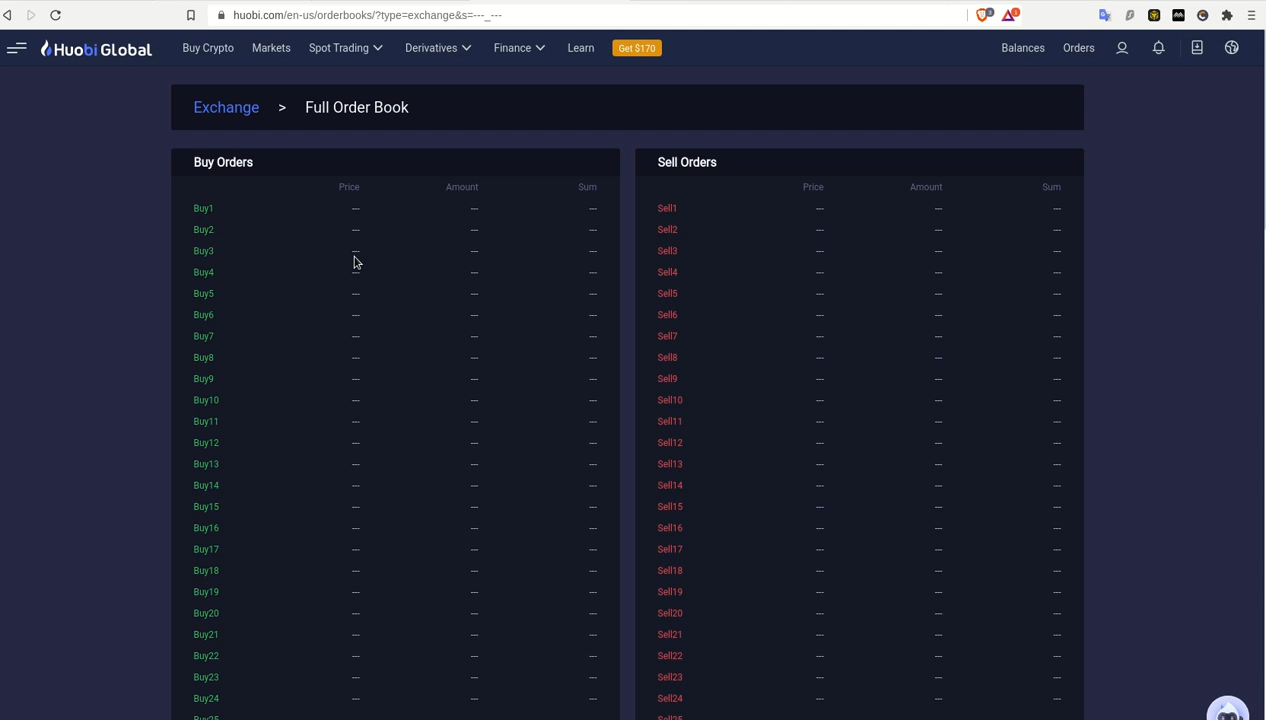 huobi.com/en-us/orderbooks/?type=exchange&s=---_---
Huobi Global Buy Crypto Markets Spot Trading Derivatives Finance Learn Get $170 Balances Orders
Exchange > Full Order Book
Buy Orders
Price Amount Sum
Buy1 --- --- ---
Buy2 --- --- ---
Buy3 --- --- ---
Buy4 --- --- ---
Buy5 --- --- ---
Buy6 --- --- ---
Buy7 --- --- ---
Buy8 --- --- ---
Buy9 --- --- ---
Buy10 --- --- ---
Buy11 --- --- ---
Buy12 --- --- ---
Buy13 --- --- ---
Buy14 --- --- ---
Buy15 --- --- ---
Buy16 --- --- ---
Buy17 --- --- ---
Buy18 --- --- ---
Buy19 --- --- ---
Buy20 --- --- ---
Buy21 --- --- ---
Buy22 --- --- ---
Buy23 --- --- ---
Buy24 --- --- ---
Buy25
Sell Orders
Price Amount Sum
Sell1 --- --- ---
Sell2 --- --- ---
Sell3 --- --- ---
Sell4 --- --- ---
Sell5 --- --- ---
Sell6 --- --- ---
Sell7 --- --- ---
Sell8 --- --- ---
Sell9 --- --- ---
Sell10 --- --- ---
Sell11 --- --- ---
Sell12 --- --- ---
Sell13 --- --- ---
Sell14 --- --- ---
Sell15 --- --- ---
Sell16 --- --- ---
Sell17 --- --- ---
Sell18 --- --- ---
Sell19 --- --- ---
Sell20 --- --- ---
Sell21 --- --- ---
Sell22 --- --- ---
Sell23 --- --- ---
Sell24 --- --- ---
Sell25